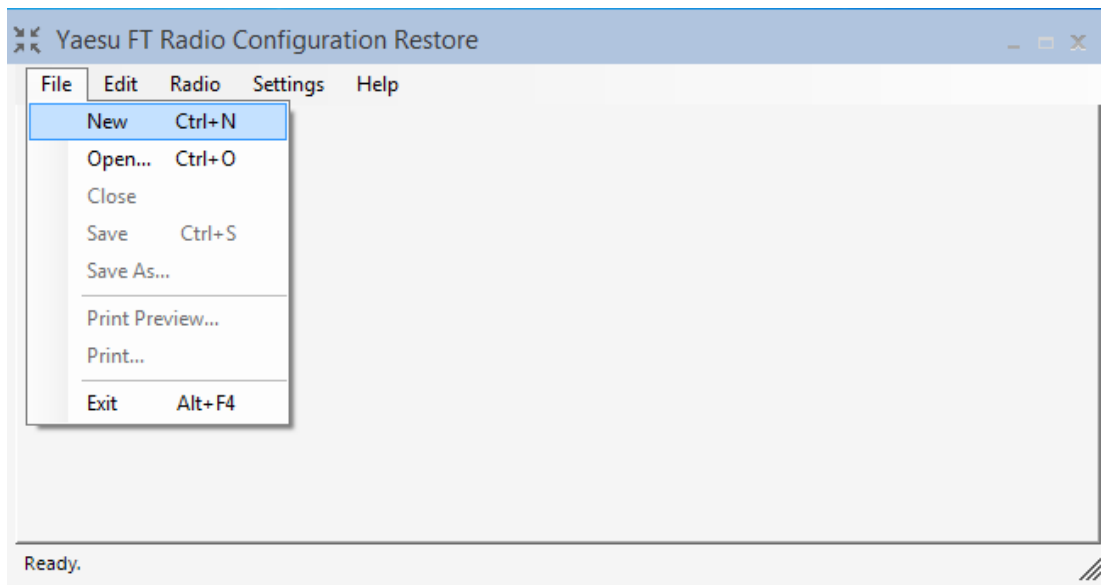 Yaesu FT Radio Configuration Restore
File Edit Radio Settings Help
New Ctrl+N
Open... Ctrl+O
Close
Save Ctrl+S
Save As...
Print Preview...
Print...
Exit Alt+F4
Ready.